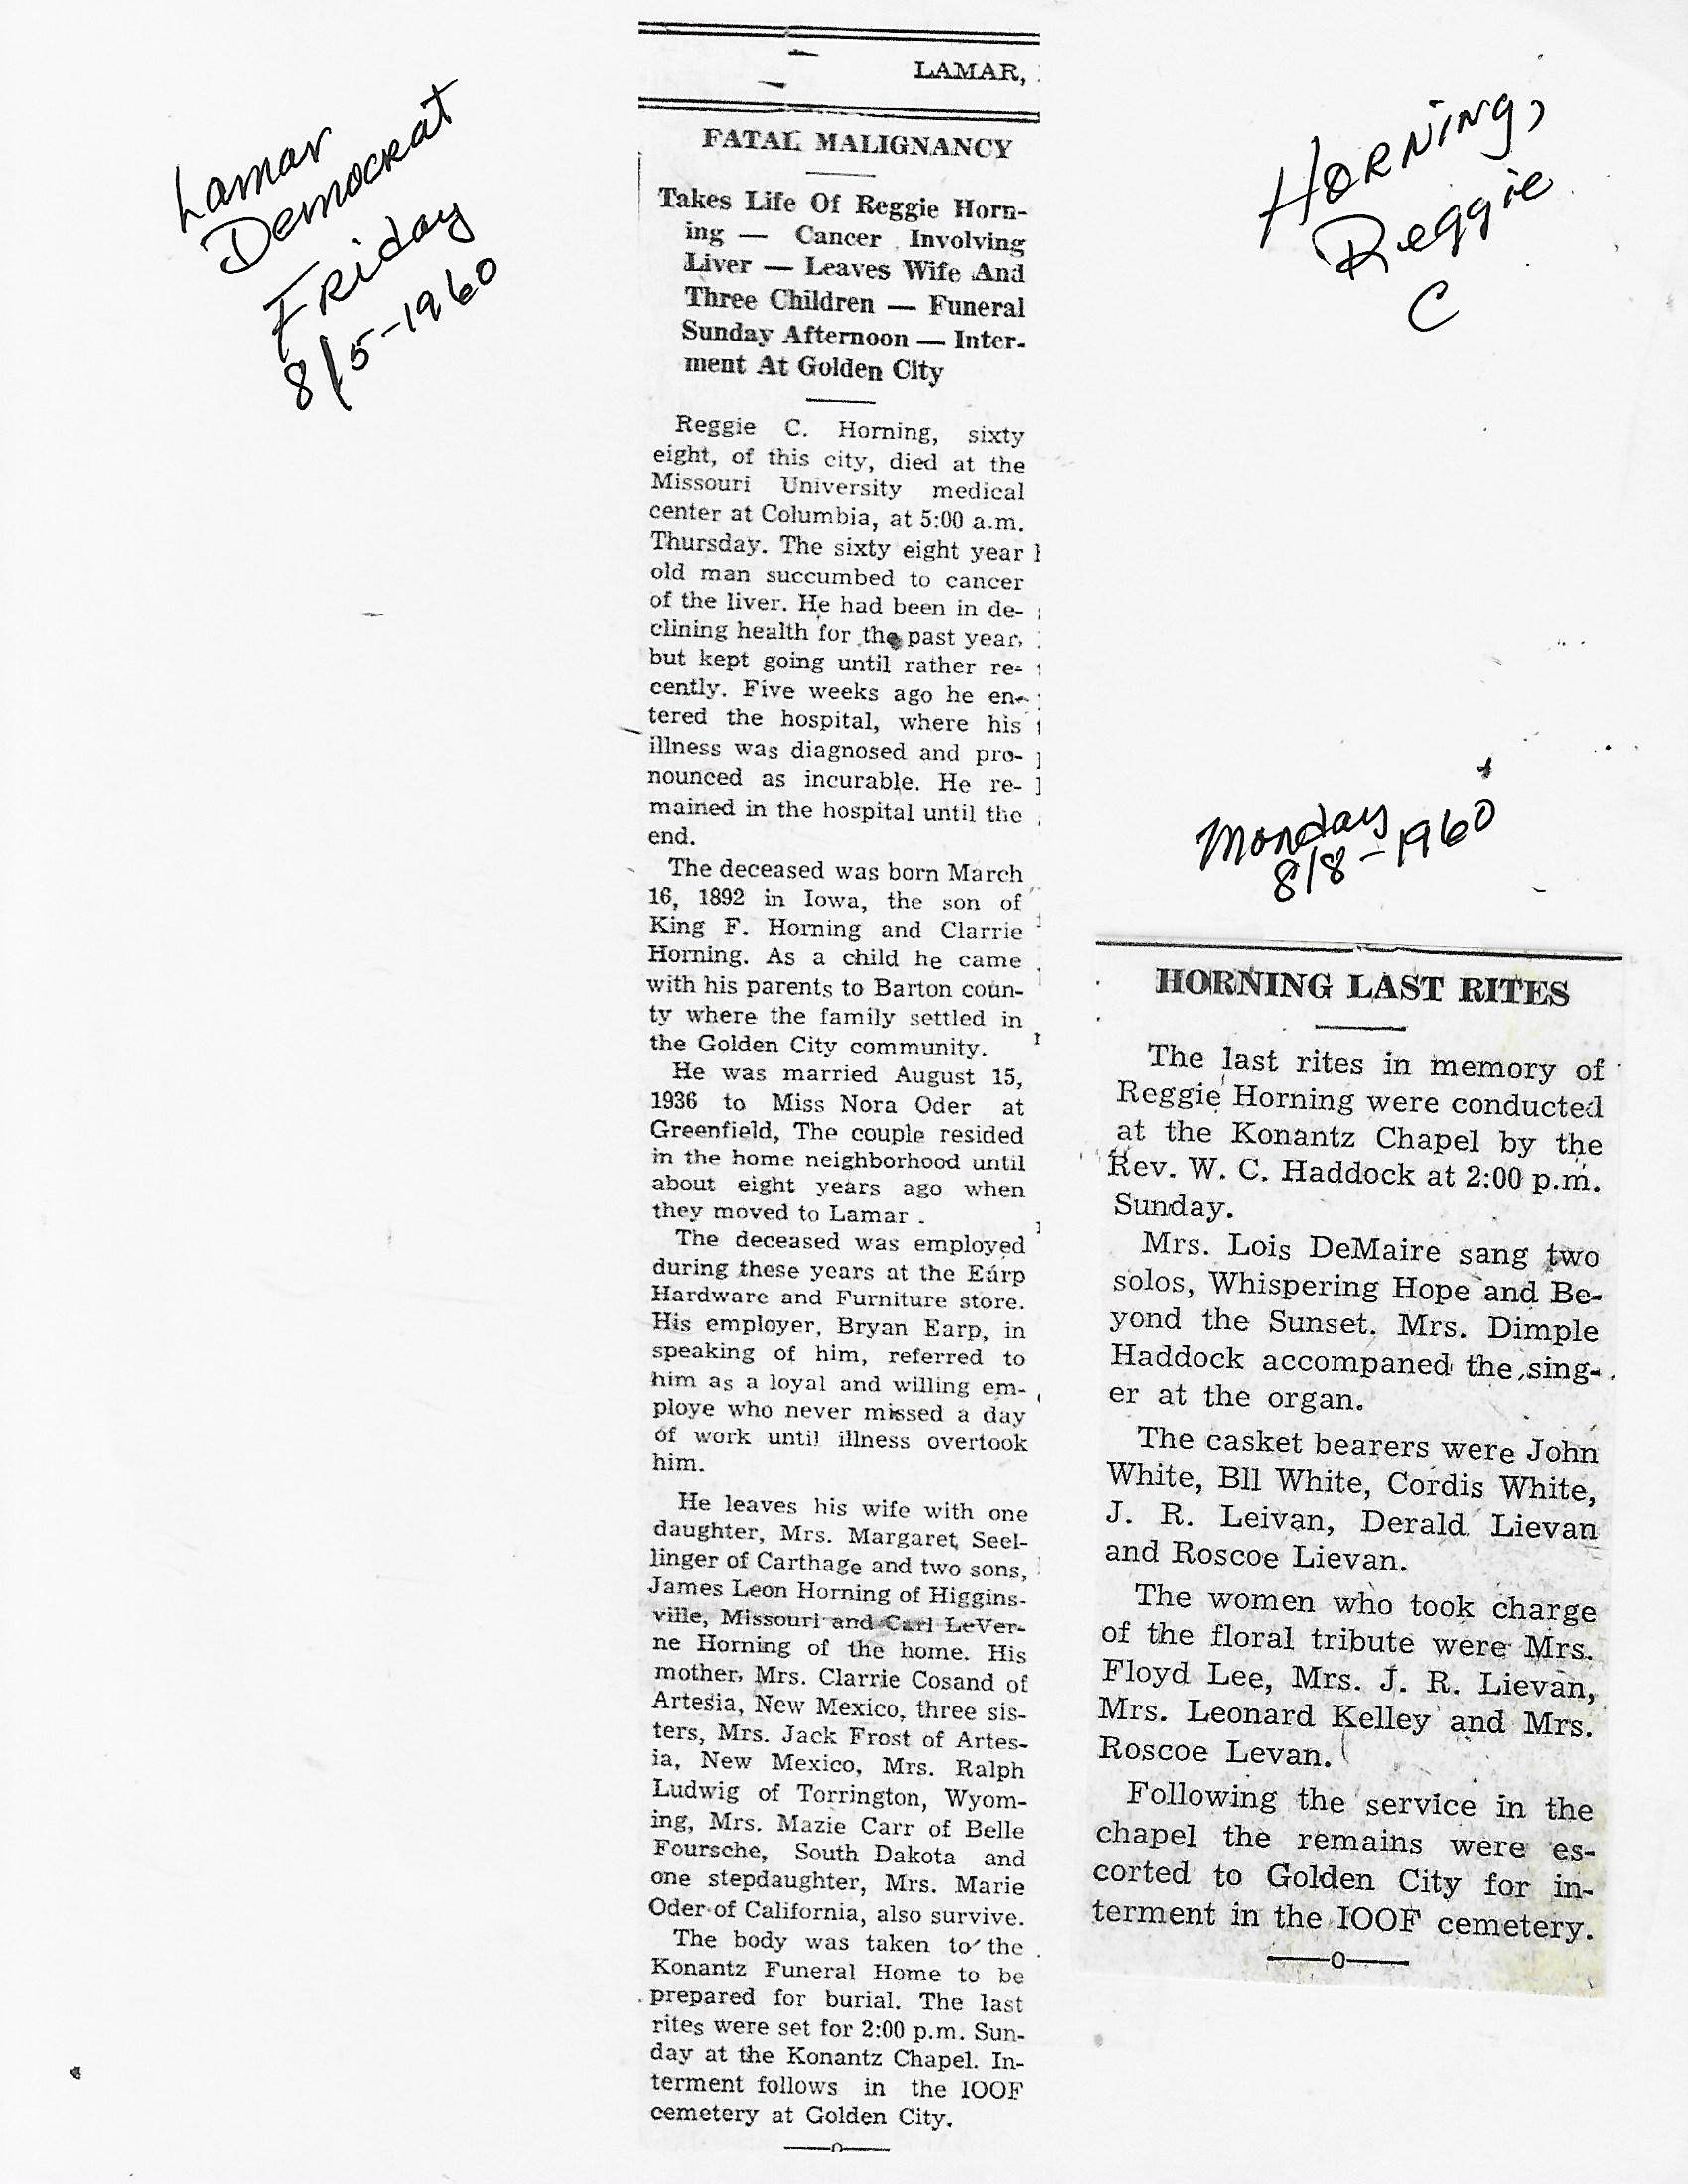 Lamar
Democrat
Friday
8/5-1960
Horning,
Reggie
C
LAMAR,
FATAL MALIGNANCY
Takes Life Of Reggie Horn-
ing — Cancer Involving
Liver — Leaves Wife And
Three Children — Funeral
Sunday Afternoon — Inter-
ment At Golden City
Reggie C. Horning, sixty
eight, of this city, died at the
Missouri University medical
center at Columbia, at 5:00 a.m.
Thursday. The sixty eight year
old man succumbed to cancer
of the liver. He had been in de-
clining health for the past year,
but kept going until rather re-
cently. Five weeks ago he en-
tered the hospital, where his
illness was diagnosed and pro-
nounced as incurable. He re-
mained in the hospital until the
end.
The deceased was born March
16, 1892 in Iowa, the son of
King F. Horning and Clarrie
Horning. As a child he came
with his parents to Barton coun-
ty where the family settled in
the Golden City community.
He was married August 15,
1936 to Miss Nora Oder at
Greenfield, The couple resided
in the home neighborhood until
about eight years ago when
they moved to Lamar .
The deceased was employed
during these years at the Earp
Hardware and Furniture store.
His employer, Bryan Earp, in
speaking of him, referred to
him as a loyal and willing em-
ploye who never missed a day
of work until illness overtook
him.
He leaves his wife with one
daughter, Mrs. Margaret Seel-
linger of Carthage and two sons,
James Leon Horning of Higgins-
ville, Missouri and Carl LeVer-
ne Horning of the home. His
mother, Mrs. Clarrie Cosand of
Artesia, New Mexico, three sis-
ters, Mrs. Jack Frost of Artes-
ia, New Mexico, Mrs. Ralph
Ludwig of Torrington, Wyom-
ing, Mrs. Mazie Carr of Belle
Foursche, South Dakota and
one stepdaughter, Mrs. Marie
Oder of California, also survive.
The body was taken to the
Konantz Funeral Home to be
prepared for burial. The last
rites were set for 2:00 p.m. Sun-
day at the Konantz Chapel. In-
terment follows in the IOOF
cemetery at Golden City.
Monday
8/8-1960
HORNING LAST RITES
The last rites in memory of
Reggie Horning were conducted
at the Konantz Chapel by the
Rev. W. C. Haddock at 2:00 p.m.
Sunday.
Mrs. Lois DeMaire sang two
solos, Whispering Hope and Be-
yond the Sunset. Mrs. Dimple
Haddock accompaned the sing-
er at the organ.
The casket bearers were John
White, Bll White, Cordis White,
J. R. Leivan, Derald Lievan
and Roscoe Lievan.
The women who took charge
of the floral tribute were Mrs.
Floyd Lee, Mrs. J. R. Lievan,
Mrs. Leonard Kelley and Mrs.
Roscoe Levan.
Following the service in the
chapel the remains were es-
corted to Golden City for in-
terment in the IOOF cemetery.